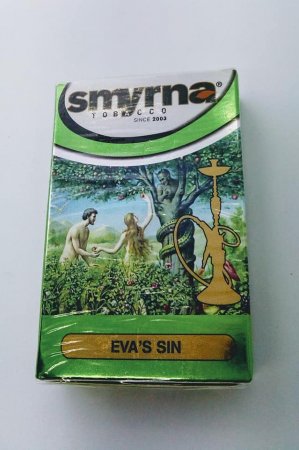 smyrna®
TOBACCO
SINCE 2003
EVA'S SIN